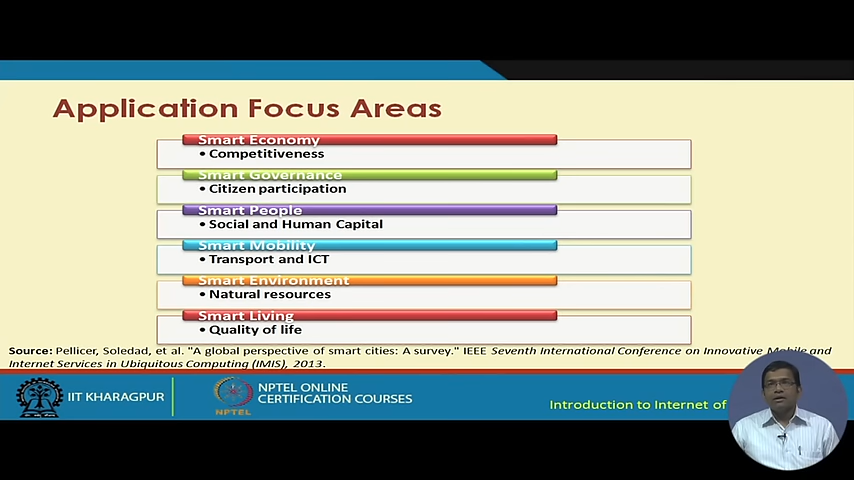 Application Focus Areas
Smart Economy
• Competitiveness
Smart Governance
• Citizen participation
Smart People
• Social and Human Capital
Smart Mobility
• Transport and ICT
Smart Environment
• Natural resources
Smart Living
• Quality of life
Source: Pellicer, Soledad, et al. "A global perspective of smart cities: A survey." IEEE Seventh International Conference on Innovative Mobile and
Internet Services in Ubiquitous Computing (IMIS), 2013.
IIT KHARAGPUR
NPTEL
NPTEL ONLINE
CERTIFICATION COURSES
Introduction to Internet of